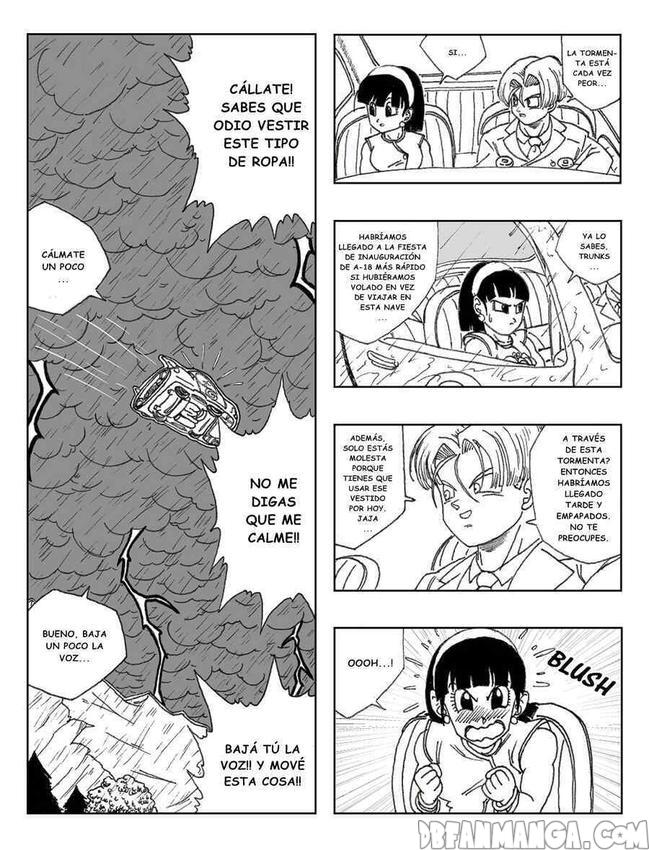 LA TORMEN-
TA ESTÁ
CADA VEZ
PEOR...
SI...
YA LO
SABES,
TRUNKS
...
HABRÍAMOS
LLEGADO A LA FIESTA
DE INAUGURACIÓN
DE A-18 MÁS RÁPIDO
SI HUBIÉRAMOS
VOLADO EN VEZ
DE VIAJAR EN
ESTA NAVE
...
A TRAVÉS
DE ESTA
TORMENTA?
ENTONCES
HABRÍAMOS
LLEGADO
TARDE Y
EMPAPADOS.
NO TE
PREOCUPES.
ADEMÁS,
SOLO ESTÁS
MOLESTA
PORQUE
TIENES QUE
USAR ESE
VESTIDO
POR HOY.
JAJA
...
OOOH...!
BLUSH
CÁLLATE!
SABES QUE
ODIO VESTIR
ESTE TIPO
DE ROPA!!
CÁLMATE
UN POCO
...
NO ME
DIGAS
QUE ME
CALME!!
BUENO, BAJA
UN POCO LA
VOZ...
BAJÁ TÚ LA
VOZ!! Y MOVÉ
ESTA COSA!!
DBFANMANGA.COM